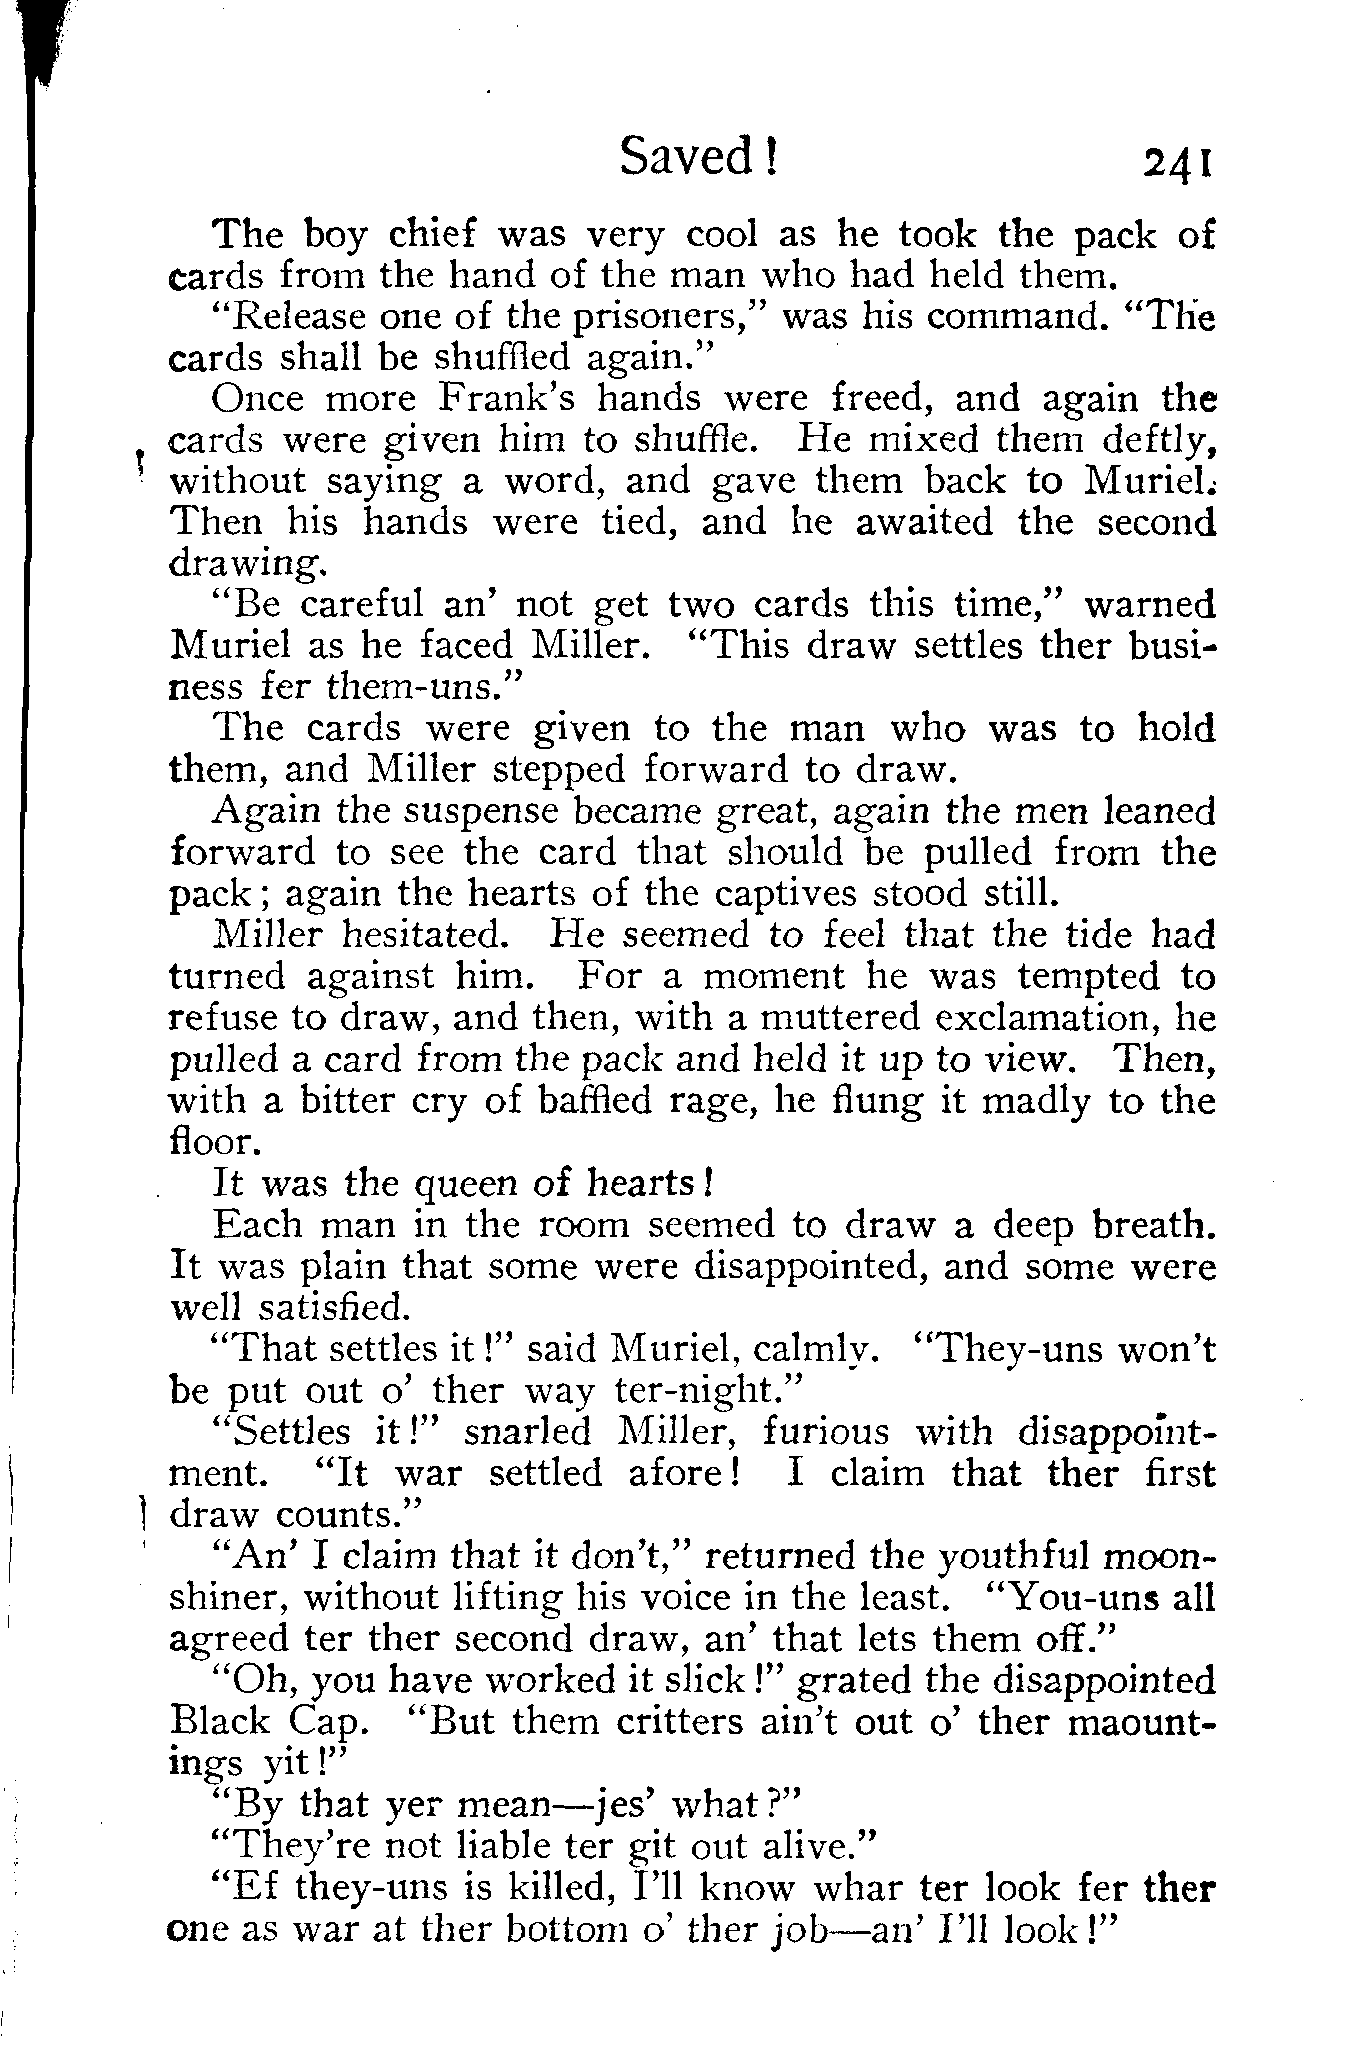 Saved! 241
The boy chief was very cool as he took the pack of
cards from the hand of the man who had held them.
"Release one of the prisoners," was his command. "The
cards shall be shuffled again."
Once more Frank's hands were freed, and again the
cards were given him to shuffle. He mixed them deftly,
without saying a word, and gave them back to Muriel.
Then his hands were tied, and he awaited the second
drawing.
"Be careful an' not get two cards this time," warned
Muriel as he faced Miller. "This draw settles ther busi-
ness fer them-uns."
The cards were given to the man who was to hold
them, and Miller stepped forward to draw.
Again the suspense became great, again the men leaned
forward to see the card that should be pulled from the
pack; again the hearts of the captives stood still.
Miller hesitated. He seemed to feel that the tide had
turned against him. For a moment he was tempted to
refuse to draw, and then, with a muttered exclamation, he
pulled a card from the pack and held it up to view. Then,
with a bitter cry of baffled rage, he flung it madly to the
floor.
It was the queen of hearts!
Each man in the room seemed to draw a deep breath.
It was plain that some were disappointed, and some were
well satisfied.
"That settles it!" said Muriel, calmly. "They-uns won't
be put out o' ther way ter-night."
"Settles it!" snarled Miller, furious with disappoint-
ment. "It war settled afore! I claim that ther first
draw counts."
"An' I claim that it don't," returned the youthful moon-
shiner, without lifting his voice in the least. "You-uns all
agreed ter ther second draw, an' that lets them off."
"Oh, you have worked it slick!" grated the disappointed
Black Cap. "But them critters ain't out o' ther maount-
ings yit!"
"By that yer mean—jes' what?"
"They're not liable ter git out alive."
"Ef they-uns is killed, I'll know whar ter look fer ther
one as war at ther bottom o' ther job—an' I'll look!"